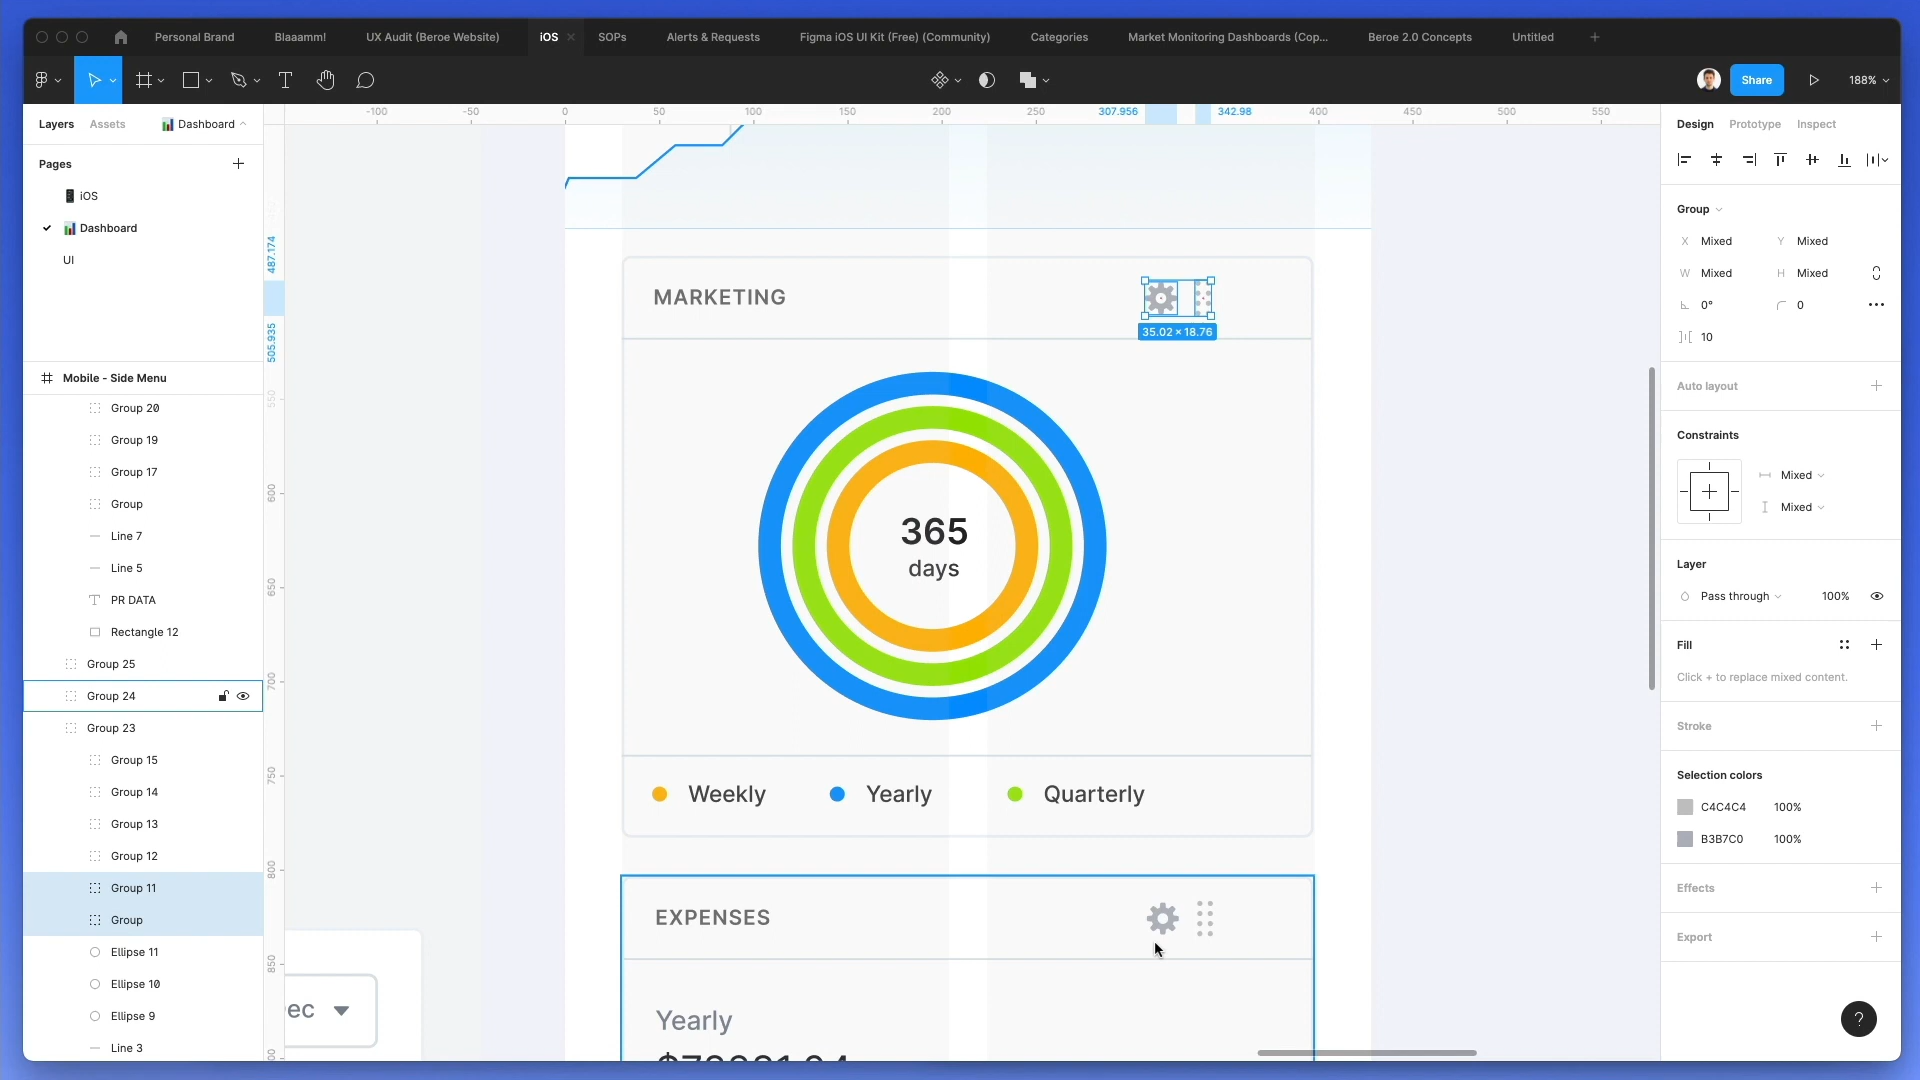 Personal Brand
Blaaamm!
UX Audit (Beroe Website)
iOS
SOPs
Alerts & Requests
Figma iOS UI Kit (Free) (Community)
Categories
Market Monitoring Dashboards (Cop...
Beroe 2.0 Concepts
Untitled
Share
188%
Layers
Assets
Dashboard
Pages
iOS
Dashboard
UI
Mobile - Side Menu
Group 20
Group 19
Group 17
Group
Line 7
Line 5
PR DATA
Rectangle 12
Group 25
Group 24
Group 23
Group 15
Group 14
Group 13
Group 12
Group 11
Group
Ellipse 11
Ellipse 10
Ellipse 9
Line 3
-100
-50
0
50
100
150
200
250
307.956
342.98
400
450
500
550
487.174
505.935
550
600
650
700
750
800
850
MARKETING
35.02 × 18.76
365
days
Weekly
Yearly
Quarterly
EXPENSES
Yearly
ec
Design
Prototype
Inspect
Group
X Mixed
Y Mixed
W Mixed
H Mixed
0°
0
10
Auto layout
Constraints
Mixed
Mixed
Layer
Pass through
100%
Fill
Click + to replace mixed content.
Stroke
Selection colors
C4C4C4 100%
B3B7C0 100%
Effects
Export
?